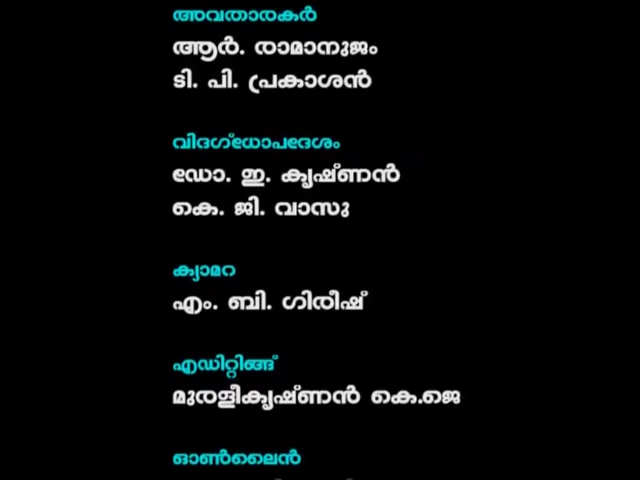 അവതാരകർ
ആർ. രാമാനുജം
ടി. പി. പ്രകാശൻ
വിദഗ്ദ്ധോപദേശം
ഡോ. ഇ. കൃഷ്ണൻ
കെ. ജി. വാസു
ക്യാമറ
എം. ബി. ഗിരീഷ്
എഡിറ്റിങ്ങ്
മുരളീകൃഷ്ണൻ കെ.ജെ
ഓൺലൈൻ